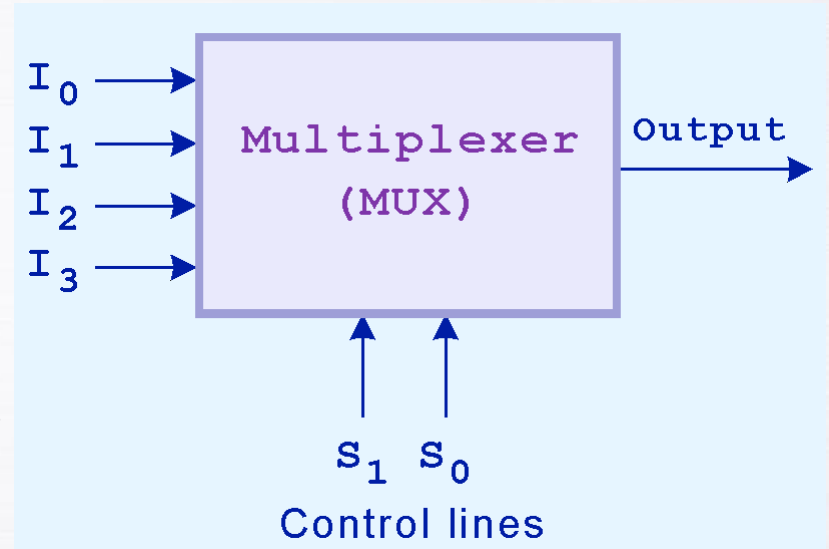 I₀
I₁
I₂
I₃
Multiplexer
(MUX)
Output
S₁ S₀
Control lines